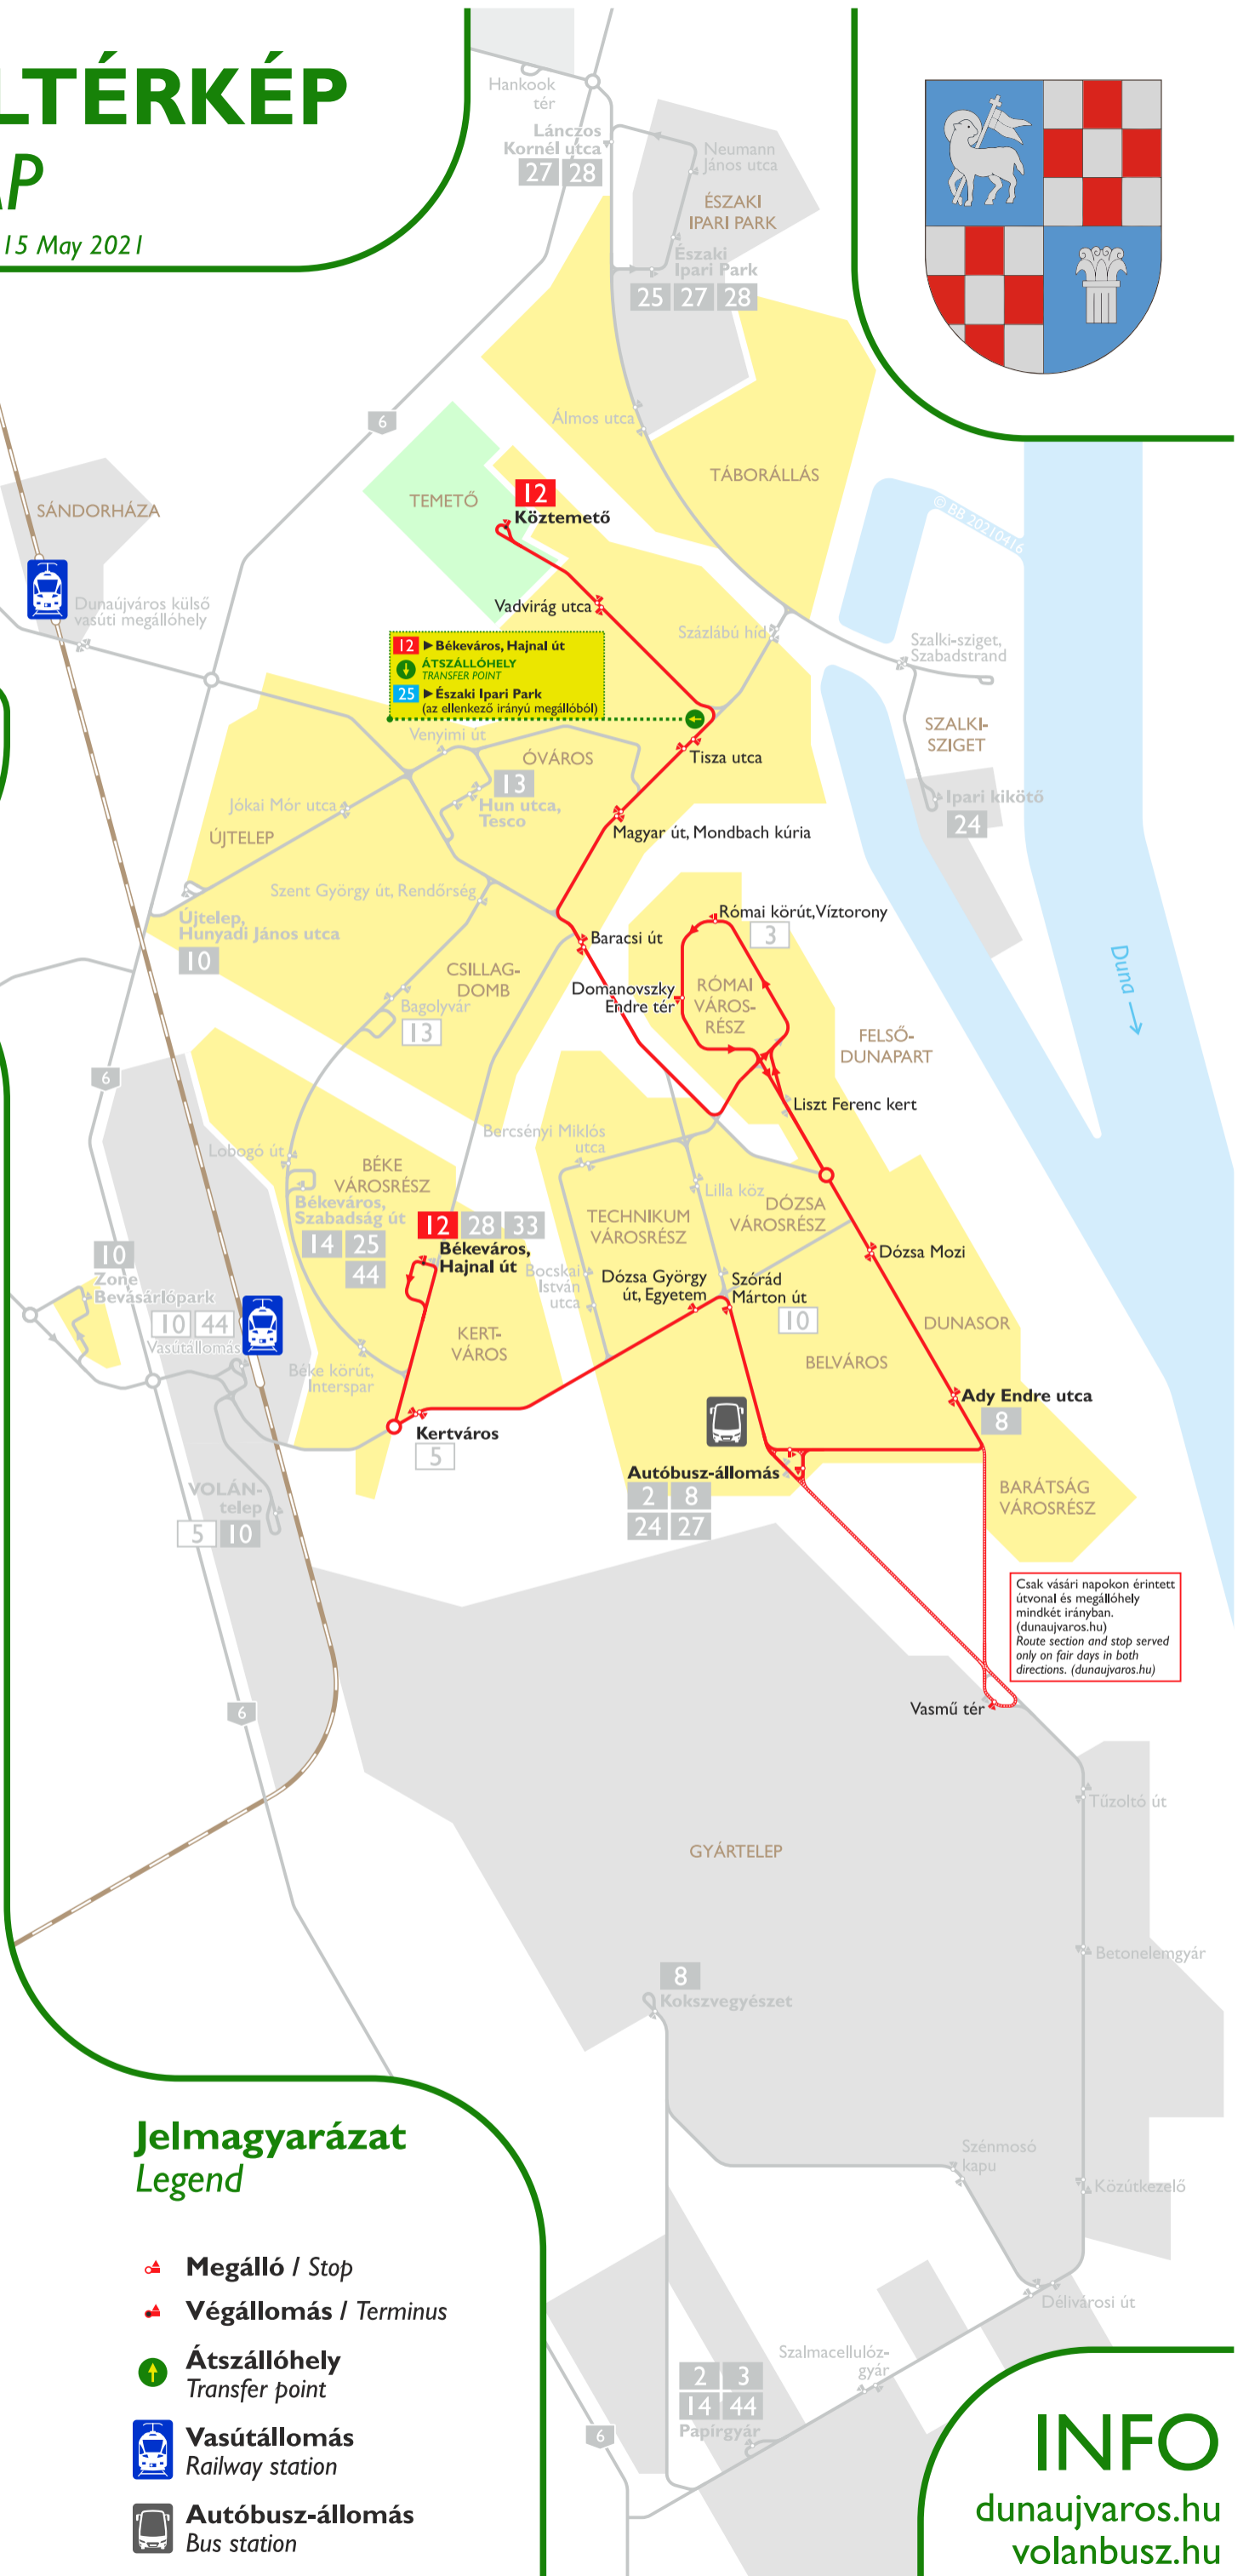 LTÉRKÉP
AP
15 May 2021
Hankook
tér
Lánczos
Kornél utca
27 28
Neumann
János utca
ÉSZAKI
IPARI PARK
Északi
Ipari Park
25 27 28
6
Álmos utca
TÁBORÁLLÁS
TEMETŐ
12
Köztemető
© BB 20210416
SÁNDORHÁZA
Dunaújváros külső
vasúti megállóhely
Vadvirág utca
Százlábú híd
Szalki-sziget,
Szabadstrand
12 ►Békeváros, Hajnal út
ÁTSZÁLLÓHELY
TRANSFER POINT
25 ►Északi Ipari Park
(az ellenkező irányú megállóból)
SZALKI-
SZIGET
Venyimi út
ÓVÁROS
Tisza utca
13
Hun utca,
Tesco
Jókai Mór utca
Ipari kikötő
24
ÚJTELEP
Magyar út, Mondbach kúria
Szent György út, Rendőrség
Újtelep,
Hunyadi János utca
10
Római körút, Víztorony
3
Baracsi út
Duna
CSILLAG-
DOMB
Domanovszky
Endre tér
RÓMAI
VÁROS-
RÉSZ
Bagolyvár
13
FELSŐ-
DUNAPART
6
Liszt Ferenc kert
Bercsényi Miklós
utca
Lobogó út
BÉKE
VÁROSRÉSZ
Lilla köz
Békeváros,
Szabadság út
14 25
44
12 28 33
Békeváros,
Hajnal út
TECHNIKUM
VÁROSRÉSZ
DÓZSA
VÁROSRÉSZ
10
Zone
Bevásárlópark
Dózsa Mozi
Bocskai
István
utca
Dózsa György
út, Egyetem
Szórád
Márton út
10
10 44
Vasútállomás
KERT-
VÁROS
DUNASOR
BELVÁROS
Béke körút,
Interspar
Ady Endre utca
8
Kertváros
5
Autóbusz-állomás
2 8
24 27
VOLÁN-
telep
5 10
BARÁTSÁG
VÁROSRÉSZ
Csak vásári napokon érintett
útvonal és megállóhely
mindkét irányban.
(dunaujvaros.hu)
Route section and stop served
only on fair days in both
directions. (dunaujvaros.hu)
6
Vasmű tér
Tűzoltó út
GYÁRTELEP
Betonelemgyár
8
Kokszvegyészet
Jelmagyarázat
Legend
Szénmosó
kapu
Közútkezelő
Megálló / Stop
Végállomás / Terminus
Délivárosi út
Átszállóhely
Transfer point
Szalmacellulóz-
gyár
2 3
14 44
Papírgyár
6
Vasútállomás
Railway station
Autóbusz-állomás
Bus station
INFO
dunaujvaros.hu
volanbusz.hu